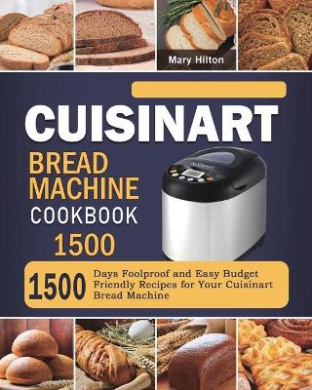 Mary Hilton
CUISINART
BREAD
MACHINE
COOKBOOK
1500
1500 Days Foolproof and Easy Budget
Friendly Recipes for Your Cuisinart
Bread Machine